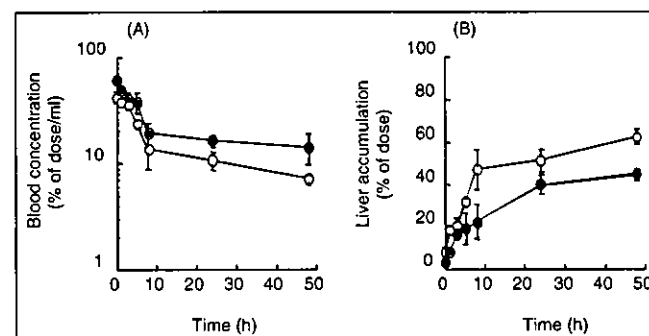 (A)
100
10
1
Blood concentration
(% of dose/ml)
0 10 20 30 40 50
Time (h)
(B)
100
80
60
40
20
0
Liver accumulation
(% of dose)
0 10 20 30 40 50
Time (h)